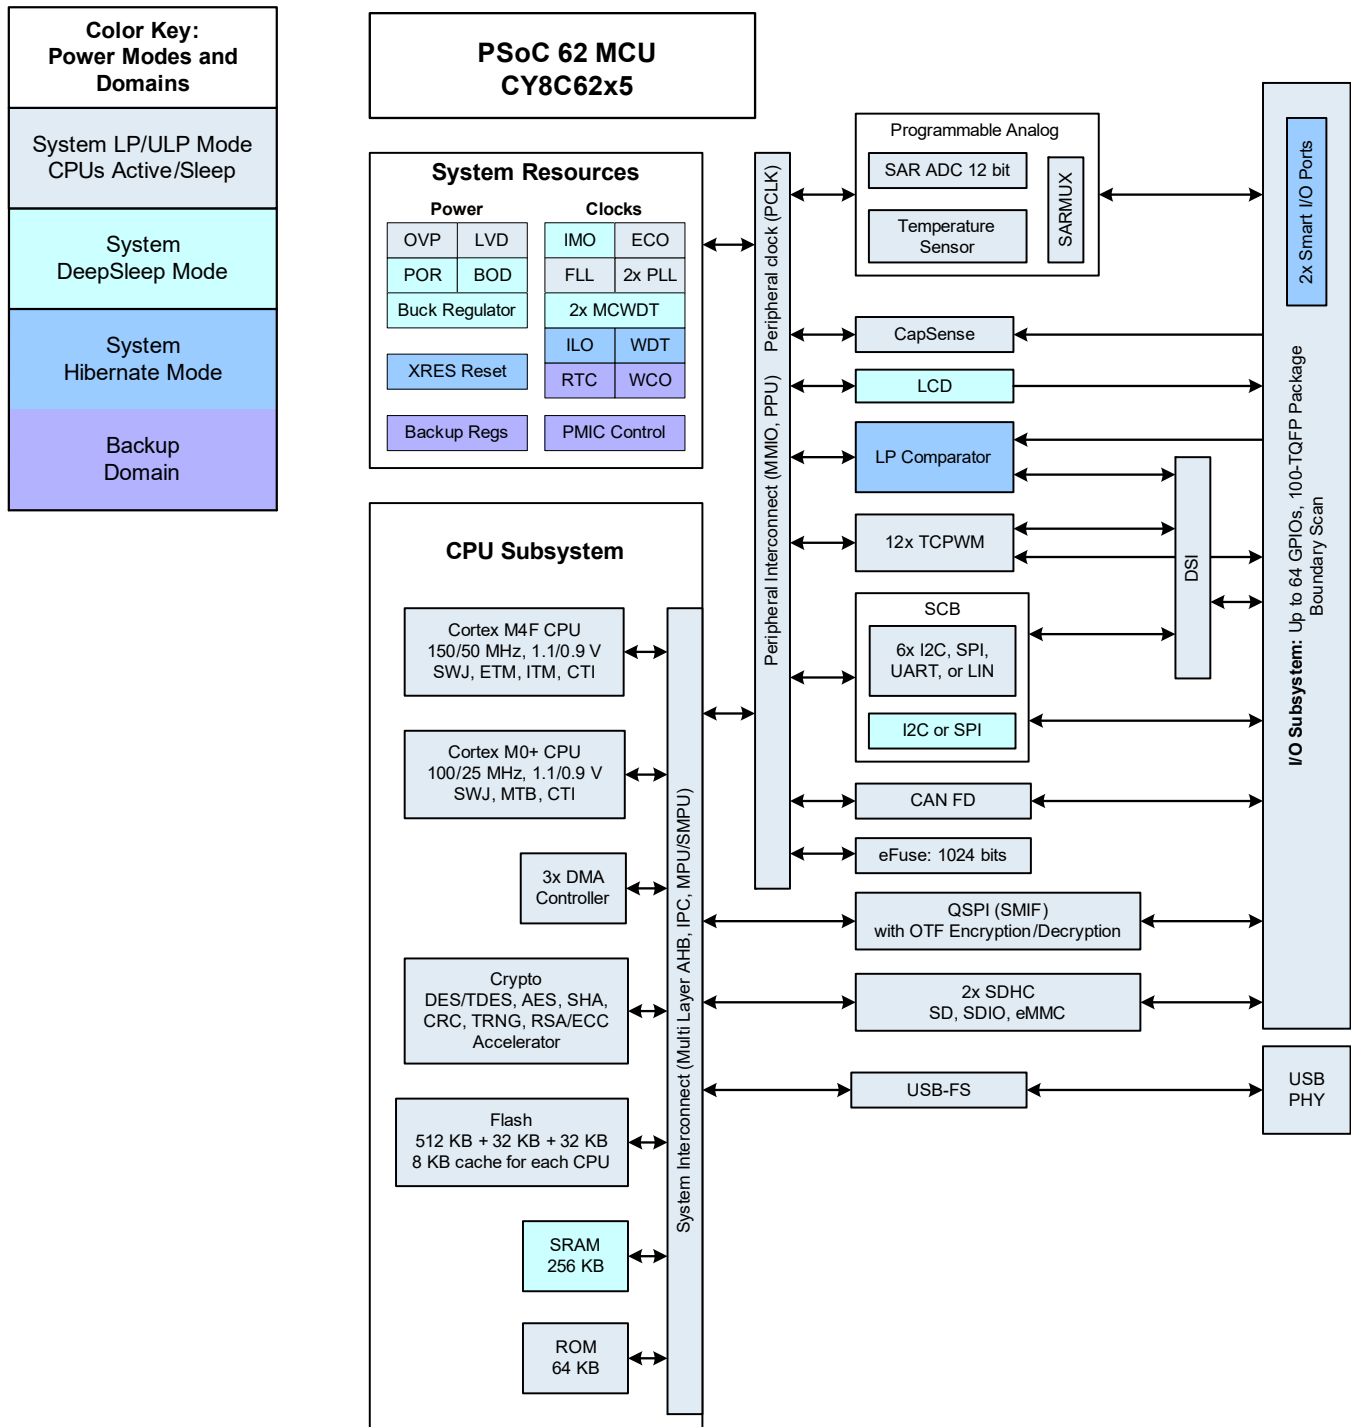 Color Key:
Power Modes and
Domains
System LP/ULP Mode
CPUs Active/Sleep
System
DeepSleep Mode
System
Hibernate Mode
Backup
Domain
PSoC 62 MCU
CY8C62x5
System Resources
Power
Clocks
OVP
LVD
IMO
ECO
POR
BOD
FLL
2x PLL
Buck Regulator
2x MCWDT
XRES Reset
ILO
WDT
RTC
WCO
Backup Regs
PMIC Control
CPU Subsystem
Cortex M4F CPU
150/50 MHz, 1.1/0.9 V
SWJ, ETM, ITM, CTI
Cortex M0+ CPU
100/25 MHz, 1.1/0.9 V
SWJ, MTB, CTI
3x DMA
Controller
Crypto
DES/TDES, AES, SHA,
CRC, TRNG, RSA/ECC
Accelerator
Flash
512 KB + 32 KB + 32 KB
8 KB cache for each CPU
SRAM
256 KB
ROM
64 KB
System Interconnect (Multi Layer AHB, IPC, MPU/SMPU)
Peripheral Interconnect (MMIO, PPU)
Peripheral clock (PCLK)
Programmable Analog
SAR ADC 12 bit
Temperature
Sensor
SARMUX
CapSense
LCD
LP Comparator
12x TCPWM
SCB
6x I2C, SPI,
UART, or LIN
I2C or SPI
CAN FD
eFuse: 1024 bits
QSPI (SMIF)
with OTF Encryption/Decryption
2x SDHC
SD, SDIO, eMMC
USB-FS
DSI
2x Smart I/O Ports
I/O Subsystem: Up to 64 GPIOs, 100-TQFP Package
Boundary Scan
USB
PHY